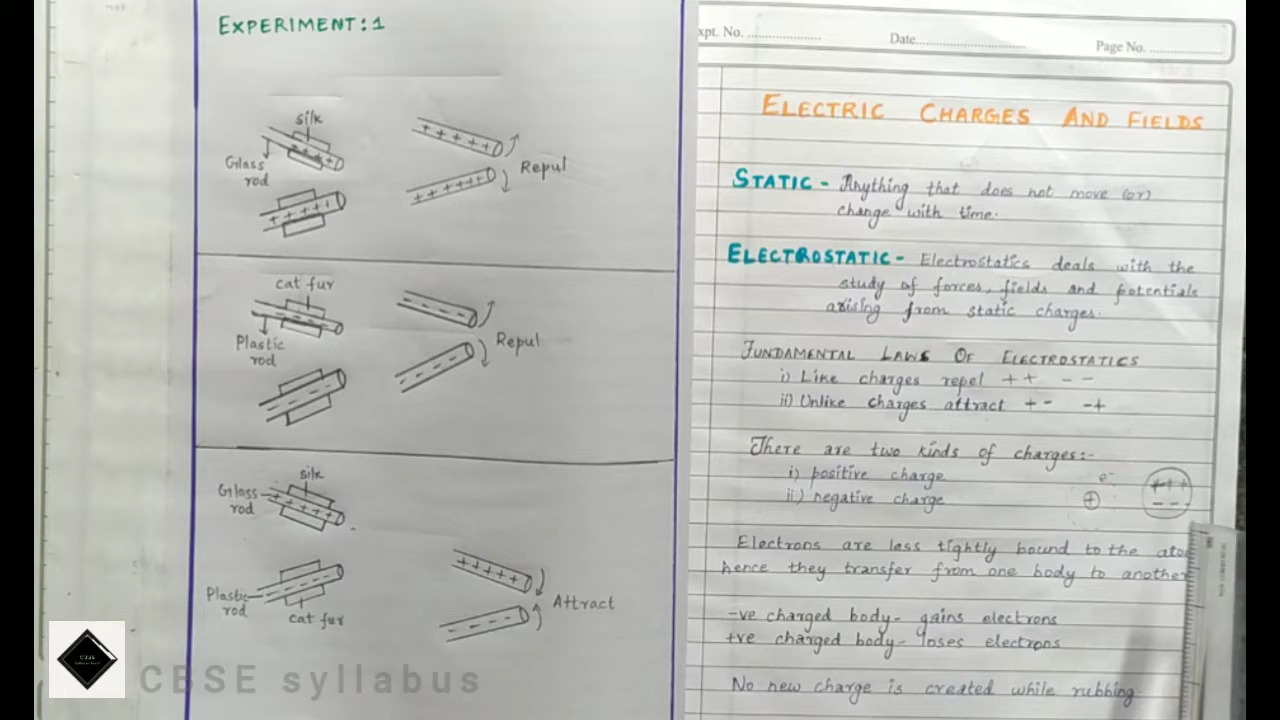 EXPERIMENT: 1
silk
Glass
rod
+ + + +
+ + + + +
+ + + + +
+ + + + + +
Repul
cat fur
Plastic
rod
Repul
silk
Glass
rod
+ + + + +
Plastic
rod
cat fur
+ + + + +
Attract
CBSE syllabus
CBSE
xpt. No. ....................
Date..............................
Page No. ....................
ELECTRIC CHARGES AND FIELDS
STATIC - Anything that does not move (or)
change with time.
ELECTROSTATIC - Electrostatics deals with the
study of forces, fields and potentials
arising from static charges.
FUNDAMENTAL LAWS OF ELECTROSTATICS
i) Like charges repel + + - -
ii) Unlike charges attract + - - +
There are two kinds of charges:-
i) positive charge
ii) negative charge
e-
+
+ + +
- - -
Electrons are less tightly bound to the ato
hence they transfer from one body to another
-ve charged body - gains electrons
+ve charged body - loses electrons
No new charge is created while rubbing